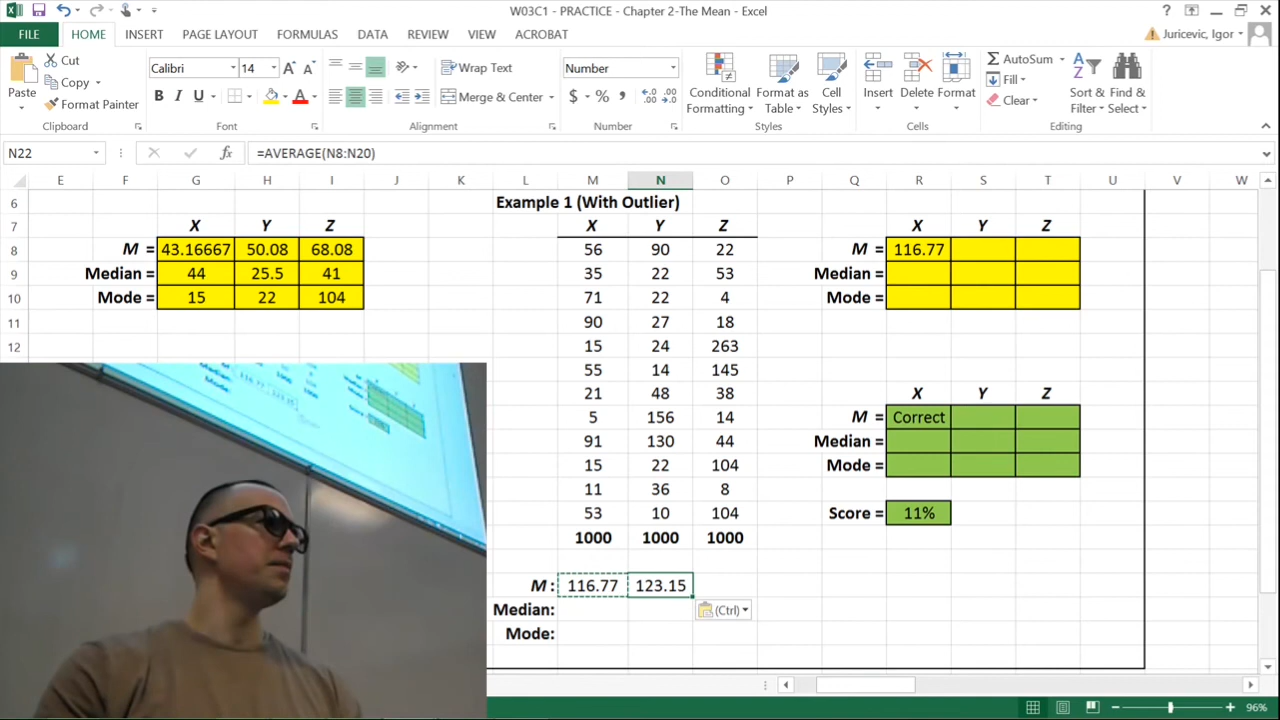 W03C1 - PRACTICE - Chapter 2-The Mean - Excel
FILE HOME INSERT PAGE LAYOUT FORMULAS DATA REVIEW VIEW ACROBAT Juricevic, Igor
Paste Cut Copy Format Painter
Calibri 14 A A
B I U A
Wrap Text
Merge & Center
Number
$ %
Conditional Formatting Format as Table Cell Styles
Insert Delete Format
AutoSum Fill Clear
Sort & Filter Find & Select
Clipboard Font Alignment Number Styles Cells Editing
N22 fx =AVERAGE(N8:N20)
E F G H I J K L M N O P Q R S T U V W
6 Example 1 (With Outlier)
7 X Y Z X Y Z X Y Z
8 M = 43.16667 50.08 68.08 56 90 22 M = 116.77
9 Median = 44 25.5 41 35 22 53 Median =
10 Mode = 15 22 104 71 22 4 Mode =
11 90 27 18
12 15 24 263
55 14 145
21 48 38 X Y Z
5 156 14 M = Correct
91 130 44 Median =
15 22 104 Mode =
11 36 8
53 10 104 Score = 11%
1000 1000 1000
M : 116.77 123.15
Median: (Ctrl)
Mode:
96%